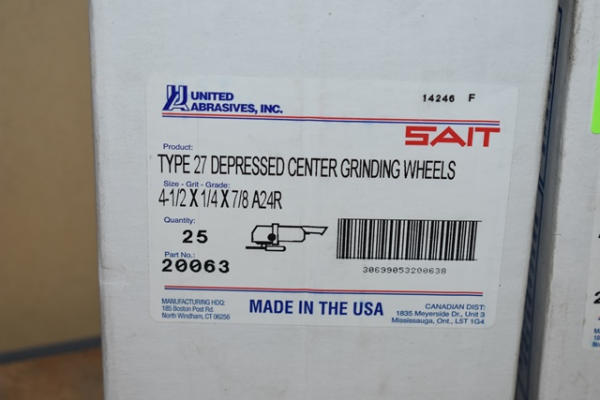 UNITED
ABRASIVES, INC.
14246 F
SAIT
Product:
TYPE 27 DEPRESSED CENTER GRINDING WHEELS
Size - Grit - Grade:
4-1/2 X 1/4 X 7/8 A24R
Quantity:
25
Part No.:
20063
30699053200638
MANUFACTURING HDQ:
185 Boston Post Rd.
North Windham, CT 06256
MADE IN THE USA
CANADIAN DIST:
1835 Meyerside Dr., Unit 3
Mississauga, Ont., L5T 1G4